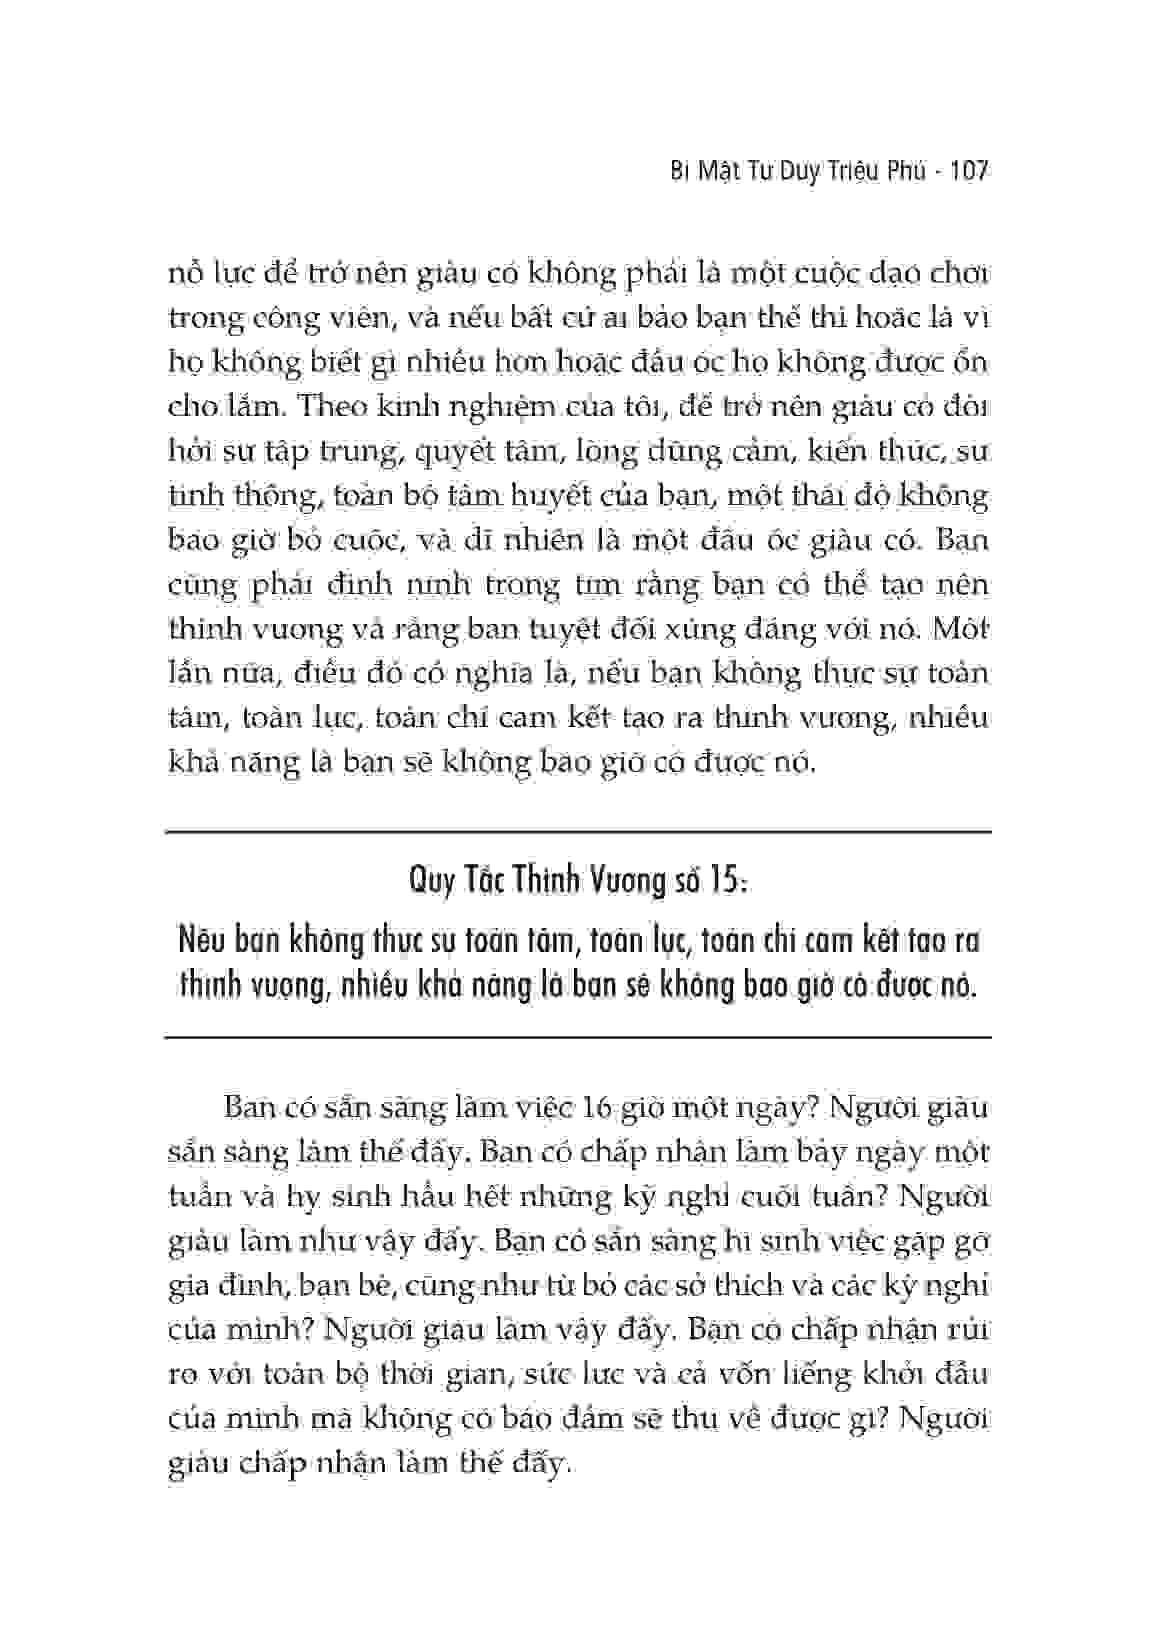 Bí Mật Tư Duy Triệu Phú - 107
nỗ lực để trở nên giàu có không phải là một cuộc dạo chơi
trong công viên, và nếu bất cứ ai bảo bạn thế thì hoặc là vì
họ không biết gì nhiều hơn hoặc đầu óc họ không được ổn
cho lắm. Theo kinh nghiệm của tôi, để trở nên giàu có đòi
hỏi sự tập trung, quyết tâm, lòng dũng cảm, kiến thức, sự
tinh thông, toàn bộ tâm huyết của bạn, một thái độ không
bao giờ bỏ cuộc, và dĩ nhiên là một đầu óc giàu có. Bạn
cũng phải đinh ninh trong tim rằng bạn có thể tạo nên
thịnh vượng và rằng bạn tuyệt đối xứng đáng với nó. Một
lần nữa, điều đó có nghĩa là, nếu bạn không thực sự toàn
tâm, toàn lực, toàn chí cam kết tạo ra thịnh vượng, nhiều
khả năng là bạn sẽ không bao giờ có được nó.
Quy Tắc Thịnh Vượng số 15:
Nếu bạn không thực sự toàn tâm, toàn lực, toàn chí cam kết tạo ra
thịnh vượng, nhiều khả năng là bạn sẽ không bao giờ có được nó.
Bạn có sẵn sàng làm việc 16 giờ một ngày? Người giàu
sẵn sàng làm thế đấy. Bạn có chấp nhận làm bảy ngày một
tuần và hy sinh hầu hết những kỳ nghỉ cuối tuần? Người
giàu làm như vậy đấy. Bạn có sẵn sàng hi sinh việc gặp gỡ
gia đình, bạn bè, cũng như từ bỏ các sở thích và các kỳ nghỉ
của mình? Người giàu làm vậy đấy. Bạn có chấp nhận rủi
ro với toàn bộ thời gian, sức lực và cả vốn liếng khởi đầu
của mình mà không có bảo đảm sẽ thu về được gì? Người
giàu chấp nhận làm thế đấy.